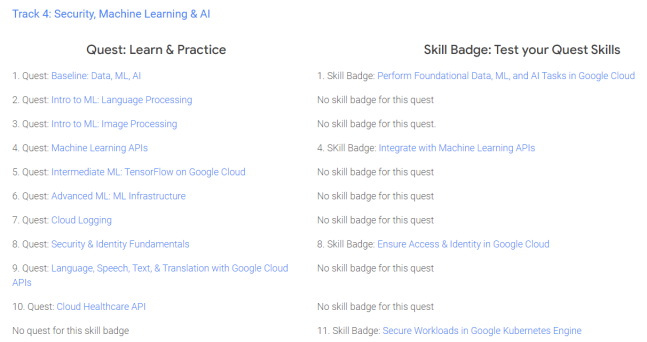 Track 4: Security, Machine Learning & AI
Quest: Learn & Practice
Skill Badge: Test your Quest Skills
1. Quest: Baseline: Data, ML, AI
1. Skill Badge: Perform Foundational Data, ML, and AI Tasks in Google Cloud
2. Quest: Intro to ML: Language Processing
No skill badge for this quest
3. Quest: Intro to ML: Image Processing
No skill badge for this quest.
4. Quest: Machine Learning APIs
4. SKill Badge: Integrate with Machine Learning APIs
5. Quest: Intermediate ML: TensorFlow on Google Cloud
No skill badge for this quest
6. Quest: Advanced ML: ML Infrastructure
No skill badge for this quest
7. Quest: Cloud Logging
No skill badge for this quest
8. Quest: Security & Identity Fundamentals
8. Skill Badge: Ensure Access & Identity in Google Cloud
9. Quest: Language, Speech, Text, & Translation with Google Cloud
APIs
No skill badge for this quest
10. Quest: Cloud Healthcare API
No skill badge for this quest
No quest for this skill badge
11. Skill Badge: Secure Workloads in Google Kubernetes Engine